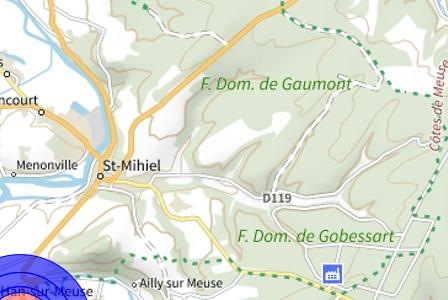 F. Dom. de Gaumont
Côtes de Meuse
s
ncourt
Menonville
St-Mihiel
D119
F. Dom. de Gobessart
Ailly sur Meuse
Han-sur-Meuse